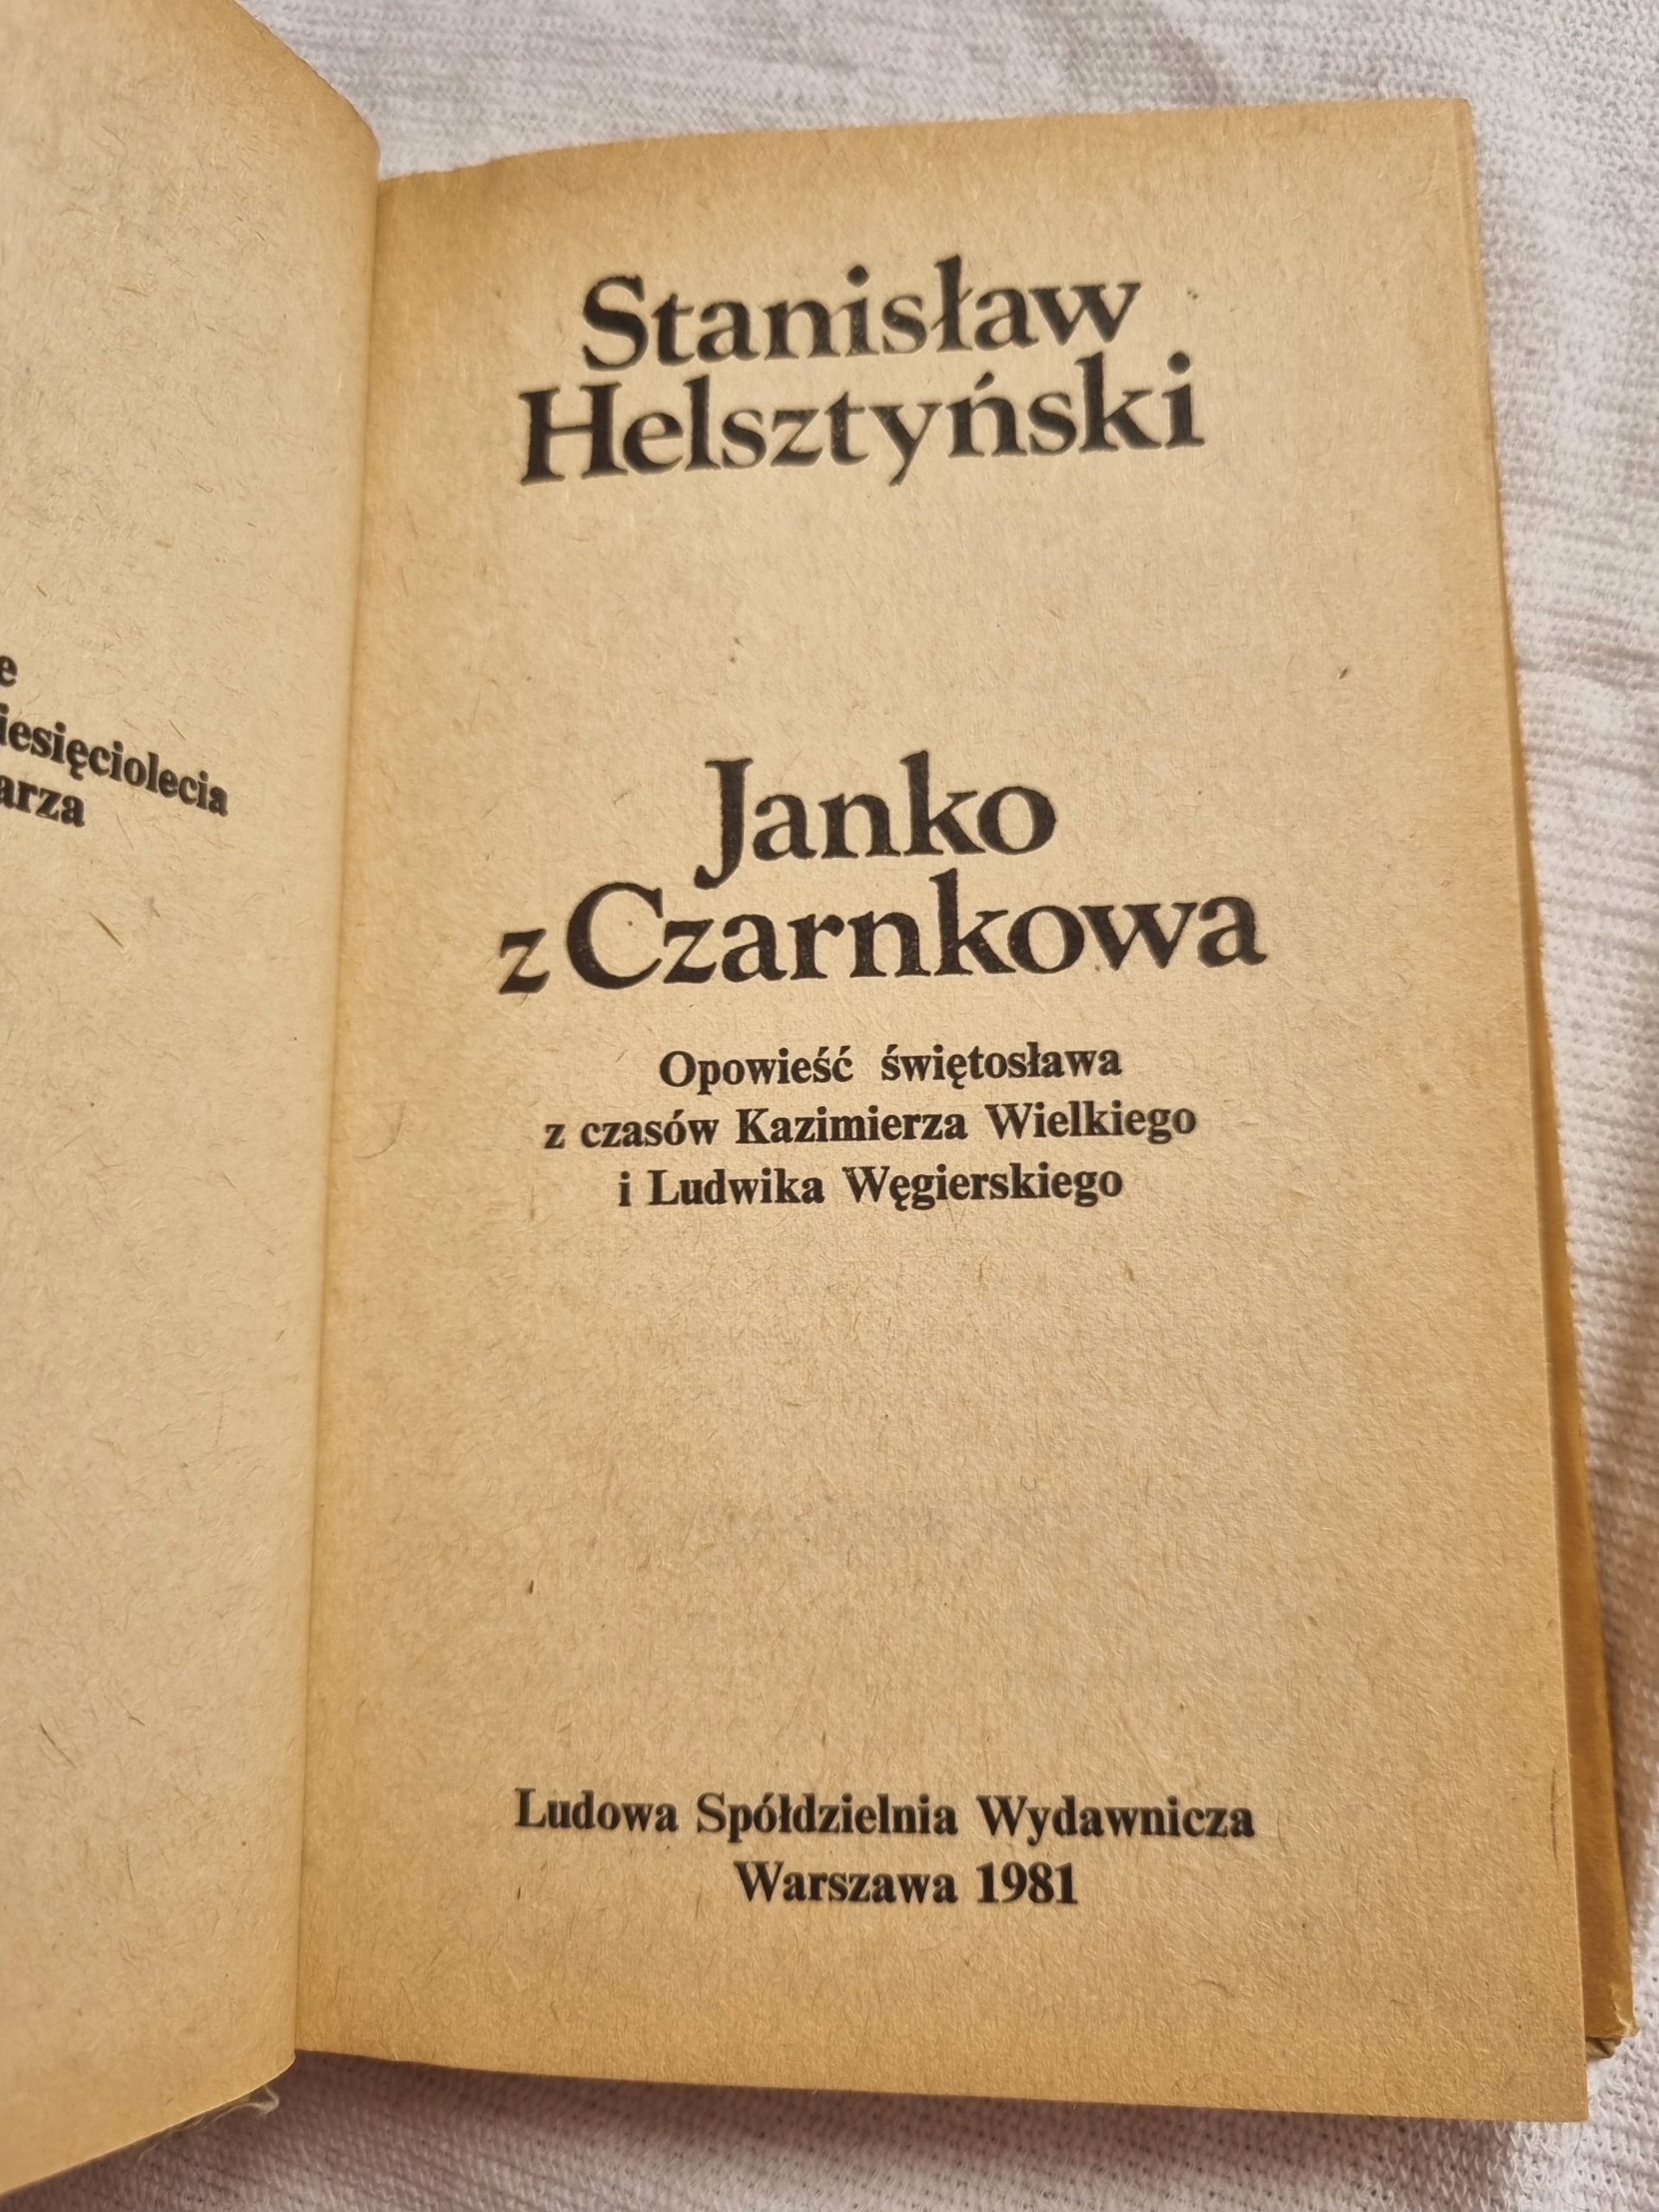 e
iesięciolecia
arza
Stanisław
Helsztyński
Janko
z Czarnkowa
Opowieść świętosława
z czasów Kazimierza Wielkiego
i Ludwika Węgierskiego
Ludowa Spółdzielnia Wydawnicza
Warszawa 1981